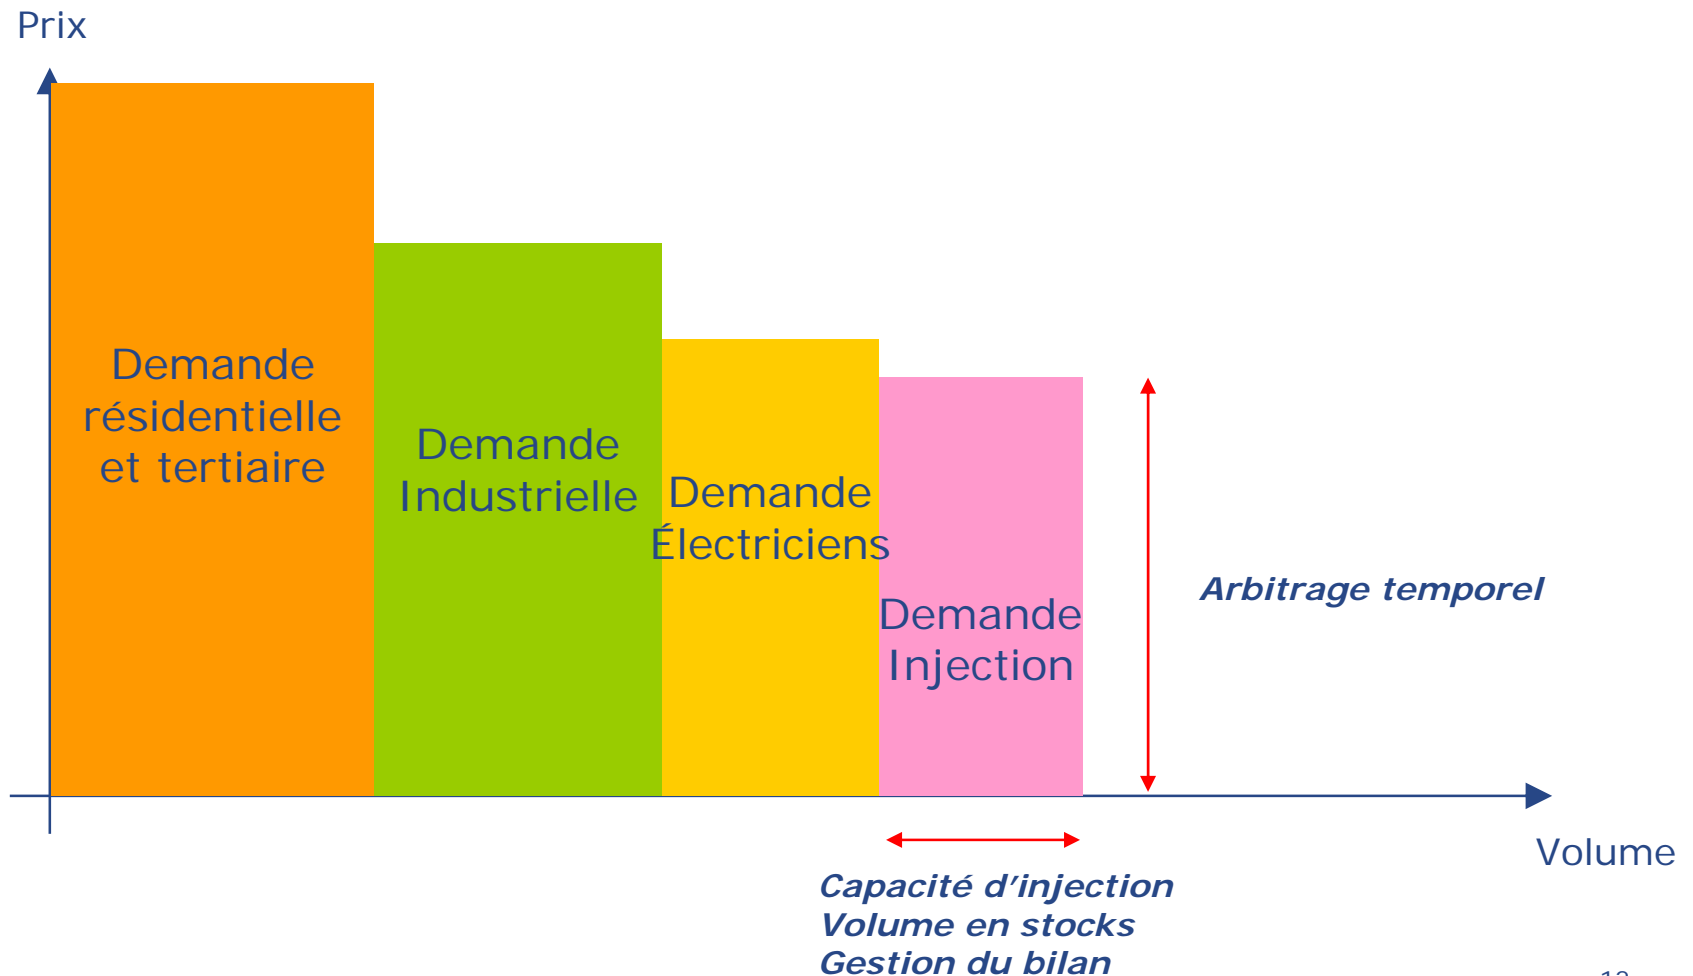 Prix
Demande
résidentielle
et tertiaire
Demande
Industrielle
Demande
Électriciens
Demande
Injection
Arbitrage temporel
Volume
Capacité d’injection
Volume en stocks
Gestion du bilan